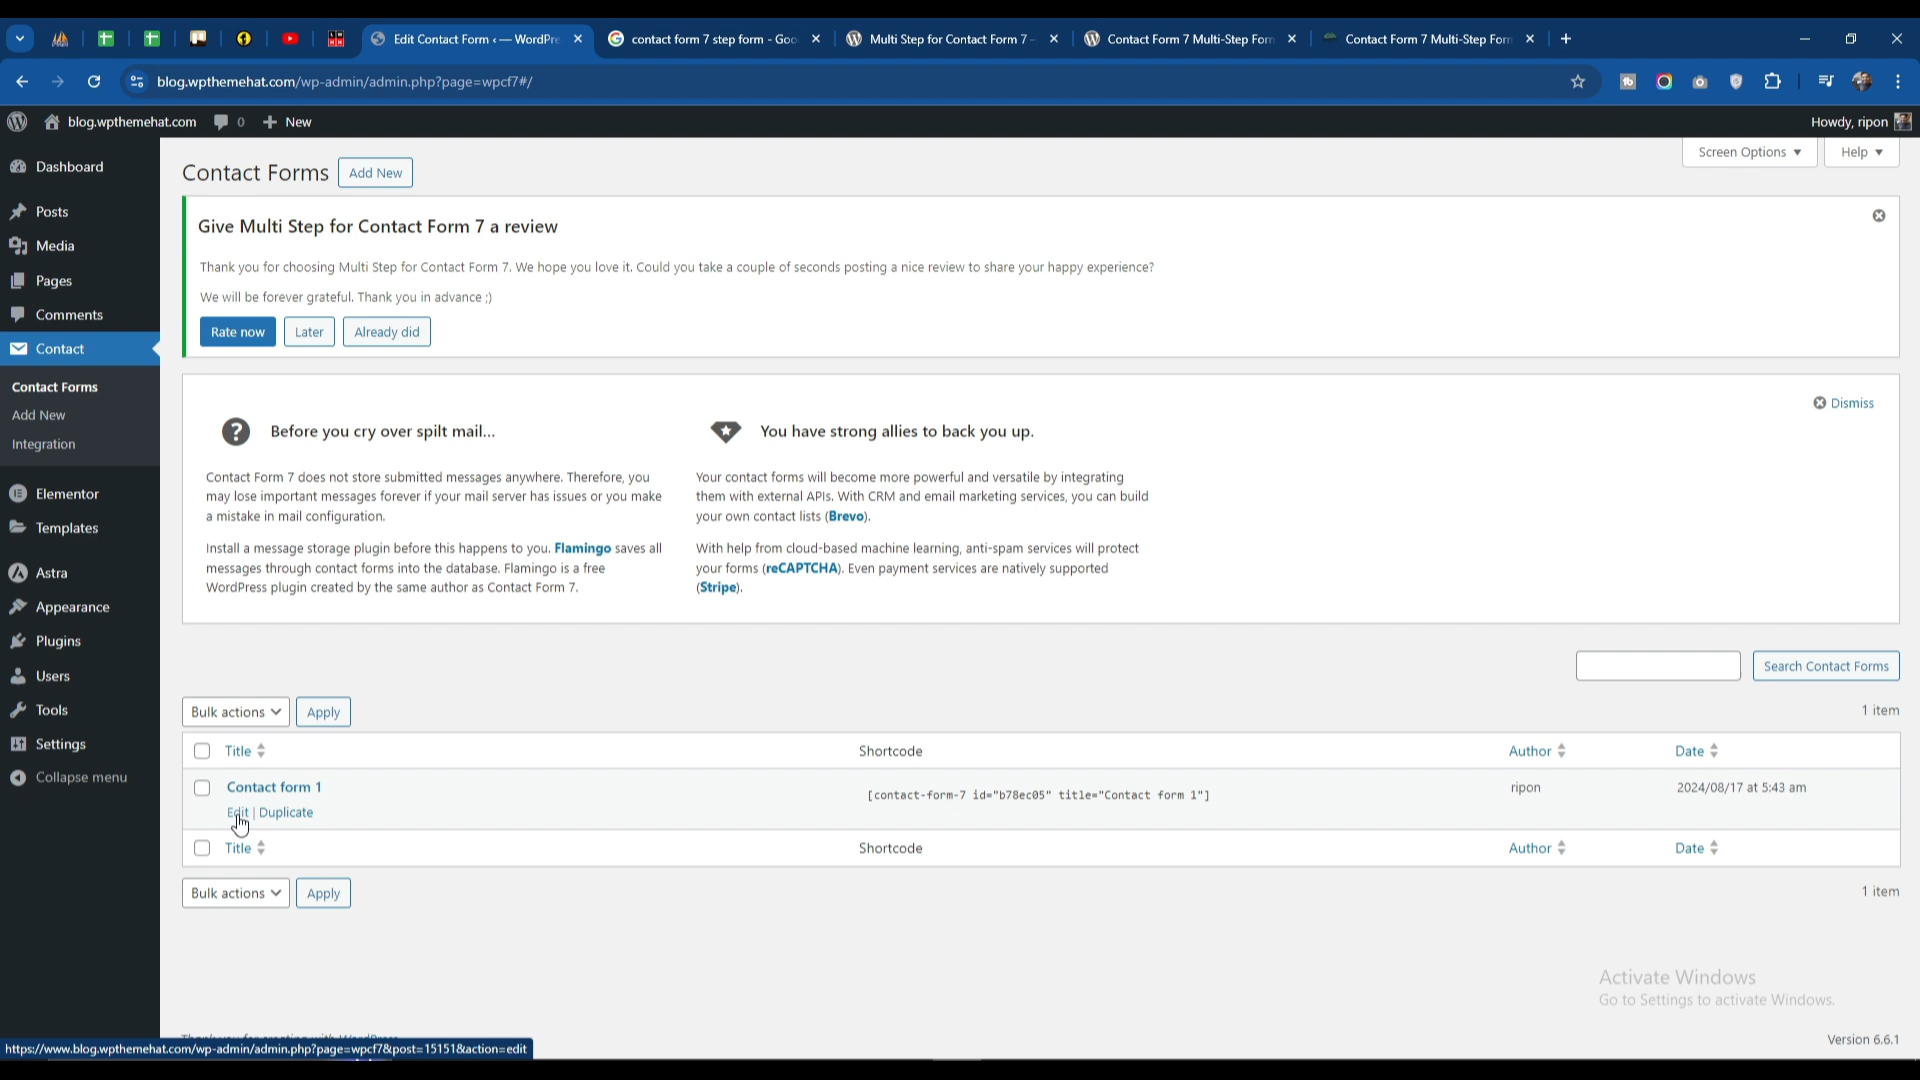 Edit Contact Form ‹ — WordPre
contact form 7 step form - Goo
Multi Step for Contact Form 7 -
Contact Form 7 Multi-Step Form
Contact Form 7 Multi-Step Form
blog.wpthemehat.com/wp-admin/admin.php?page=wpcf7#/
blog.wpthemehat.com
0
New
Howdy, ripon
Dashboard
Posts
Media
Pages
Comments
Contact
Contact Forms
Add New
Integration
Elementor
Templates
Astra
Appearance
Plugins
Users
Tools
Settings
Collapse menu
Screen Options
Help
Contact Forms
Add New
Give Multi Step for Contact Form 7 a review
Thank you for choosing Multi Step for Contact Form 7. We hope you love it. Could you take a couple of seconds posting a nice review to share your happy experience?
We will be forever grateful. Thank you in advance ;)
Rate now
Later
Already did
Dismiss
Before you cry over spilt mail…
Contact Form 7 does not store submitted messages anywhere. Therefore, you
may lose important messages forever if your mail server has issues or you make
a mistake in mail configuration.
Install a message storage plugin before this happens to you. Flamingo saves all
messages through contact forms into the database. Flamingo is a free
WordPress plugin created by the same author as Contact Form 7.
You have strong allies to back you up.
Your contact forms will become more powerful and versatile by integrating
them with external APIs. With CRM and email marketing services, you can build
your own contact lists (Brevo).
With help from cloud-based machine learning, anti-spam services will protect
your forms (reCAPTCHA). Even payment services are natively supported
(Stripe).
Search Contact Forms
Bulk actions
Apply
1 item
Title
Shortcode
Author
Date
Contact form 1
[contact-form-7 id="b78ec05" title="Contact form 1"]
ripon
2024/08/17 at 5:43 am
Edit | Duplicate
Title
Shortcode
Author
Date
Bulk actions
Apply
1 item
Activate Windows
Go to Settings to activate Windows.
Version 6.6.1
https://www.blog.wpthemehat.com/wp-admin/admin.php?page=wpcf7&post=15151&action=edit